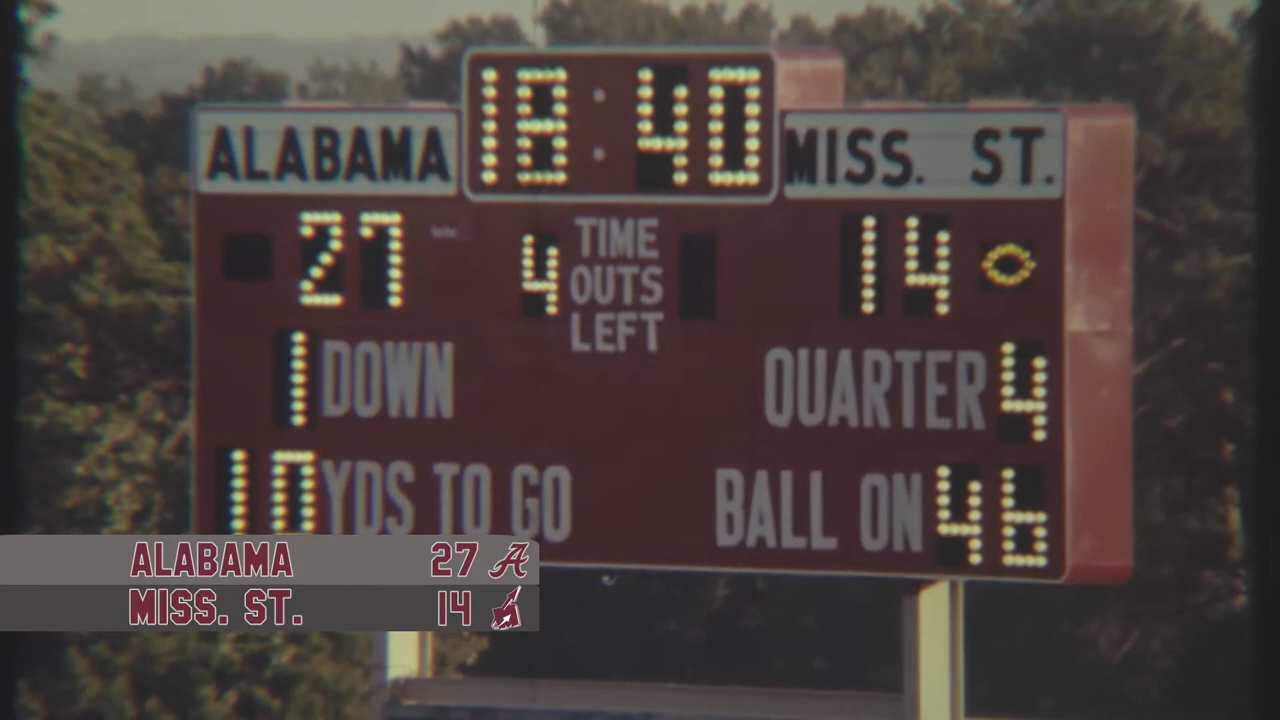 18:40
ALABAMA
MISS. ST.
27
4
TIME
OUTS
LEFT
14
1 DOWN
QUARTER 4
10 YDS TO GO
BALL ON 46
ALABAMA 27 A
MISS. ST. 14